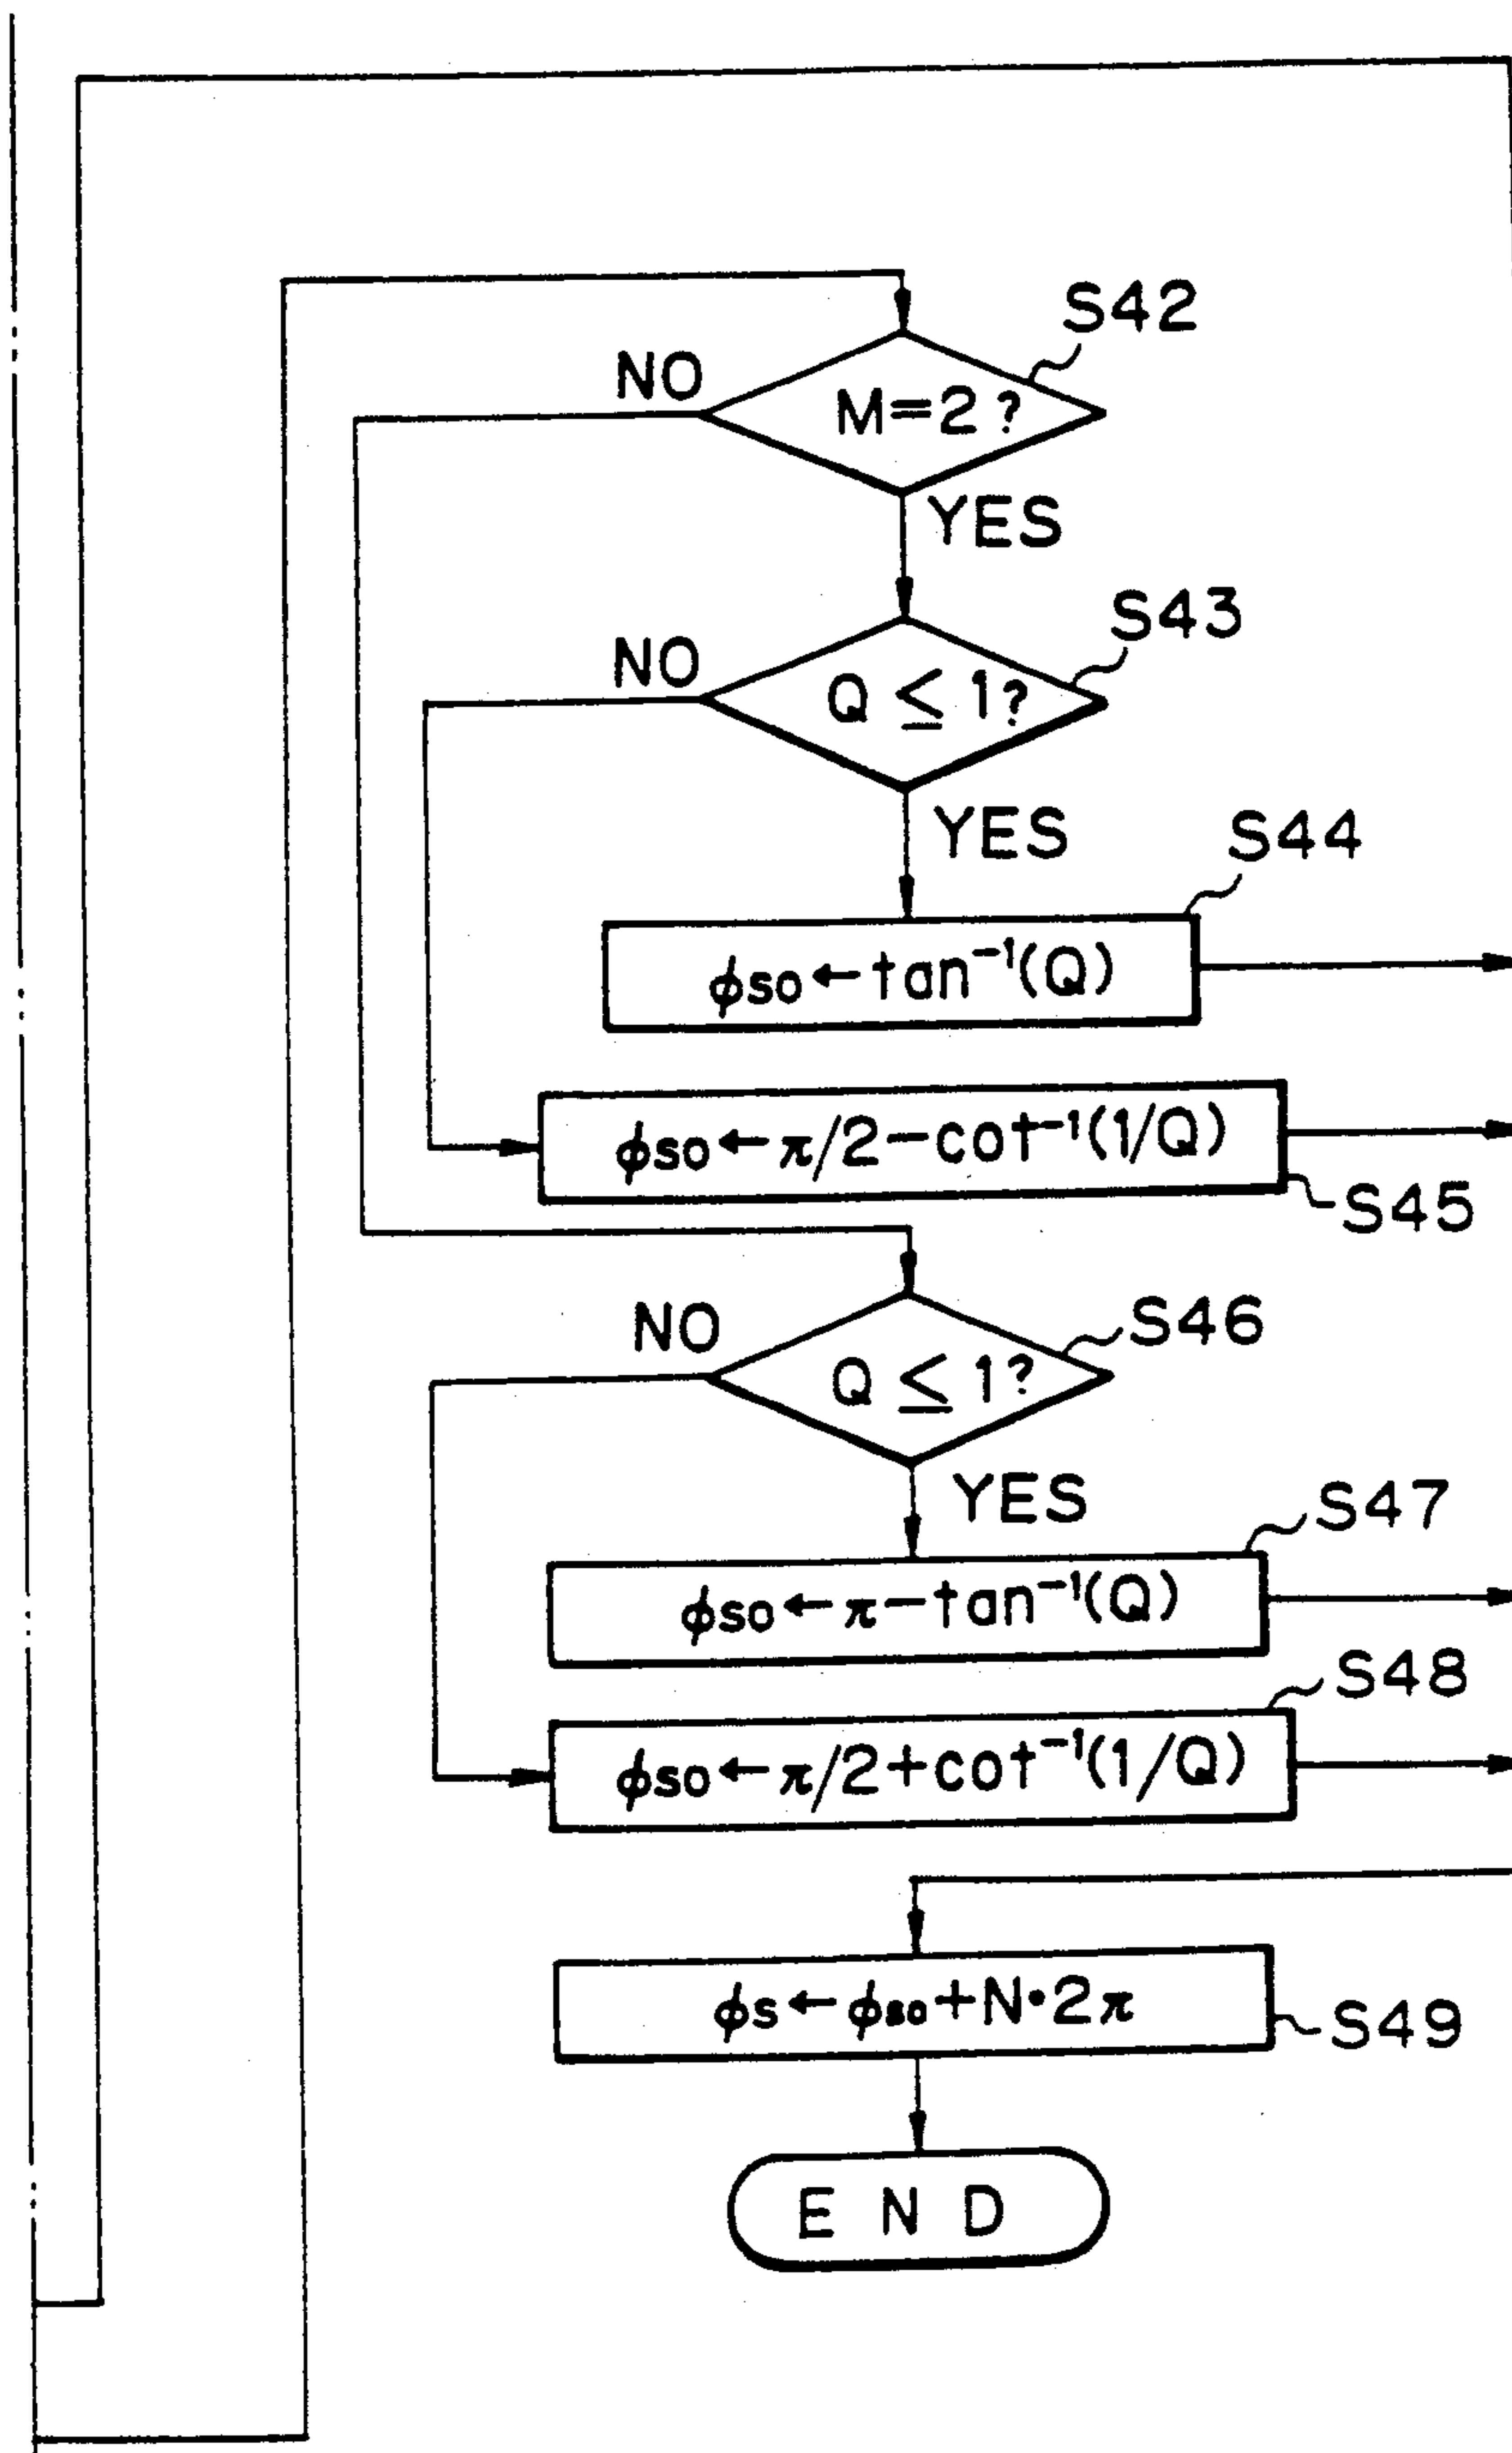 S42
NO
M=2?
YES
S43
NO
Q ≤ 1?
YES
S44
φso←tan⁻¹(Q)
φso←π/2−cot⁻¹(1/Q)
S45
NO
S46
Q ≤ 1?
YES
S47
φso←π−tan⁻¹(Q)
S48
φso←π/2+cot⁻¹(1/Q)
φs←φso+N•2π
S49
END